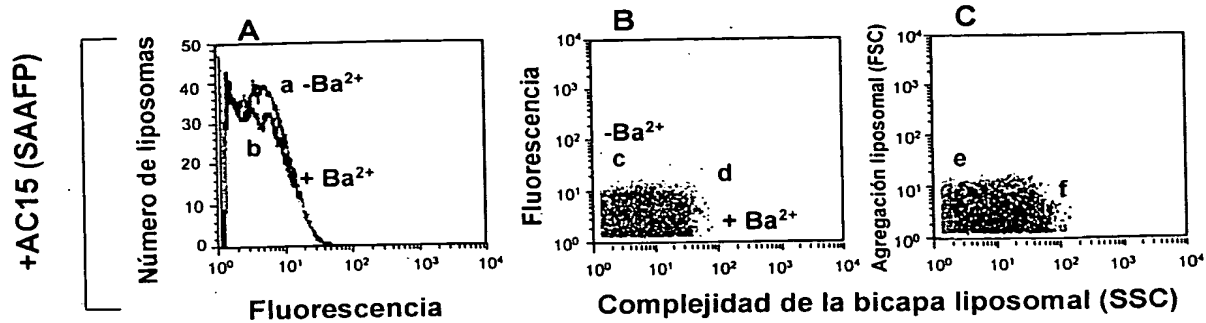 +AC15 (SAAFP)
A
Número de liposomas
50
40
30
20
10
0
a -Ba²⁺
b
+ Ba²⁺
10⁰ 10¹ 10² 10³ 10⁴
Fluorescencia
B
Fluorescencia
10⁴
10³
10²
10¹
10⁰
-Ba²⁺
c
d
+ Ba²⁺
10⁰ 10¹ 10² 10³ 10⁴
C
Agregación liposomal (FSC)
10⁴
10³
10²
10¹
10⁰
e
f
10⁰ 10¹ 10² 10³ 10⁴
Complejidad de la bicapa liposomal (SSC)